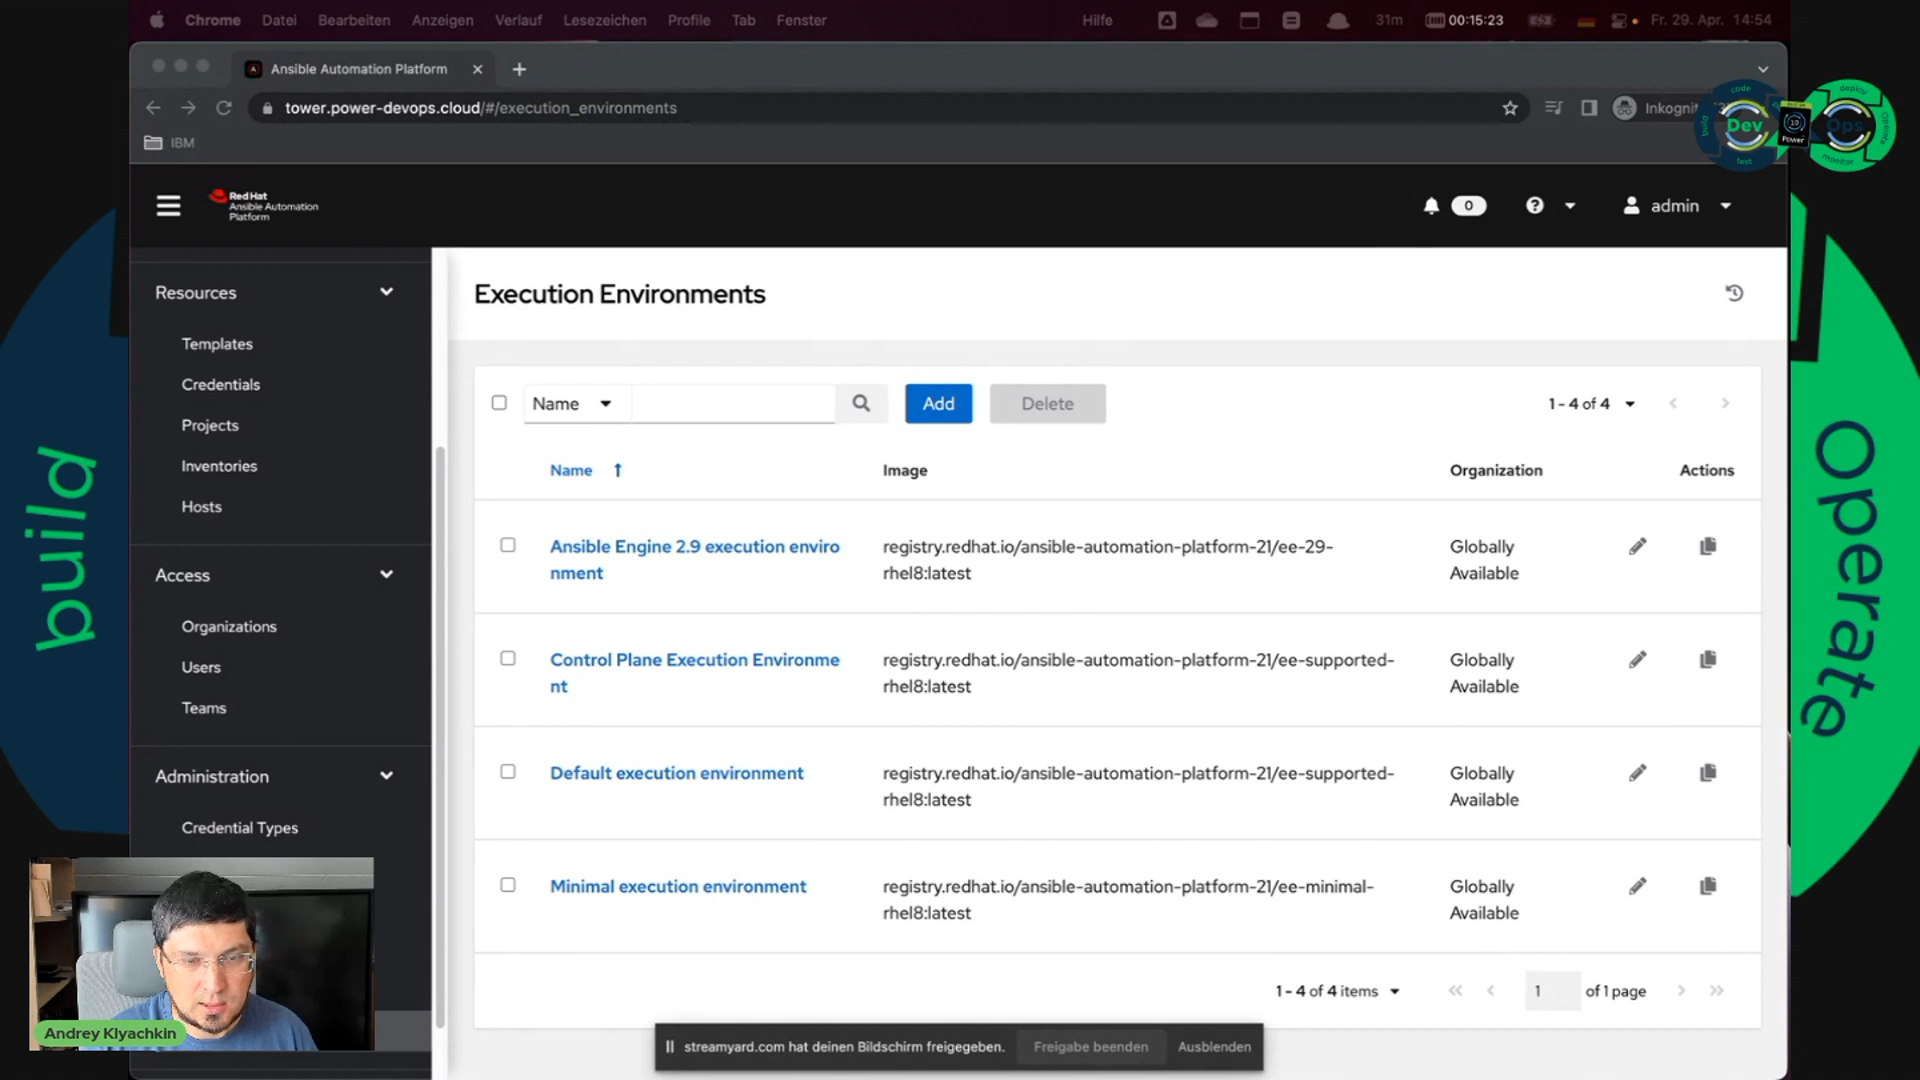 Chrome Datei Bearbeiten Anzeigen Verlauf Lesezeichen Profile Tab Fenster Hilfe 31m 00:15:23 Fr. 29. Apr. 14:54
Ansible Automation Platform
tower.power-devops.cloud/#/execution_environments
IBM
code
build
Dev
test
Power
deploy
Ops
Operate
monitor
Red Hat
Ansible Automation
Platform
0
admin
Resources
Templates
Credentials
Projects
Inventories
Hosts
Access
Organizations
Users
Teams
Administration
Credential Types
Execution Environments
Name
Add
Delete
1 - 4 of 4
Name Image Organization Actions
Ansible Engine 2.9 execution enviro
nment
registry.redhat.io/ansible-automation-platform-21/ee-29-
rhel8:latest
Globally
Available
Control Plane Execution Environme
nt
registry.redhat.io/ansible-automation-platform-21/ee-supported-
rhel8:latest
Globally
Available
Default execution environment
registry.redhat.io/ansible-automation-platform-21/ee-supported-
rhel8:latest
Globally
Available
Minimal execution environment
registry.redhat.io/ansible-automation-platform-21/ee-minimal-
rhel8:latest
Globally
Available
1 - 4 of 4 items
1 of 1 page
streamyard.com hat deinen Bildschirm freigegeben. Freigabe beenden Ausblenden
Andrey Klyachkin
build
Operate